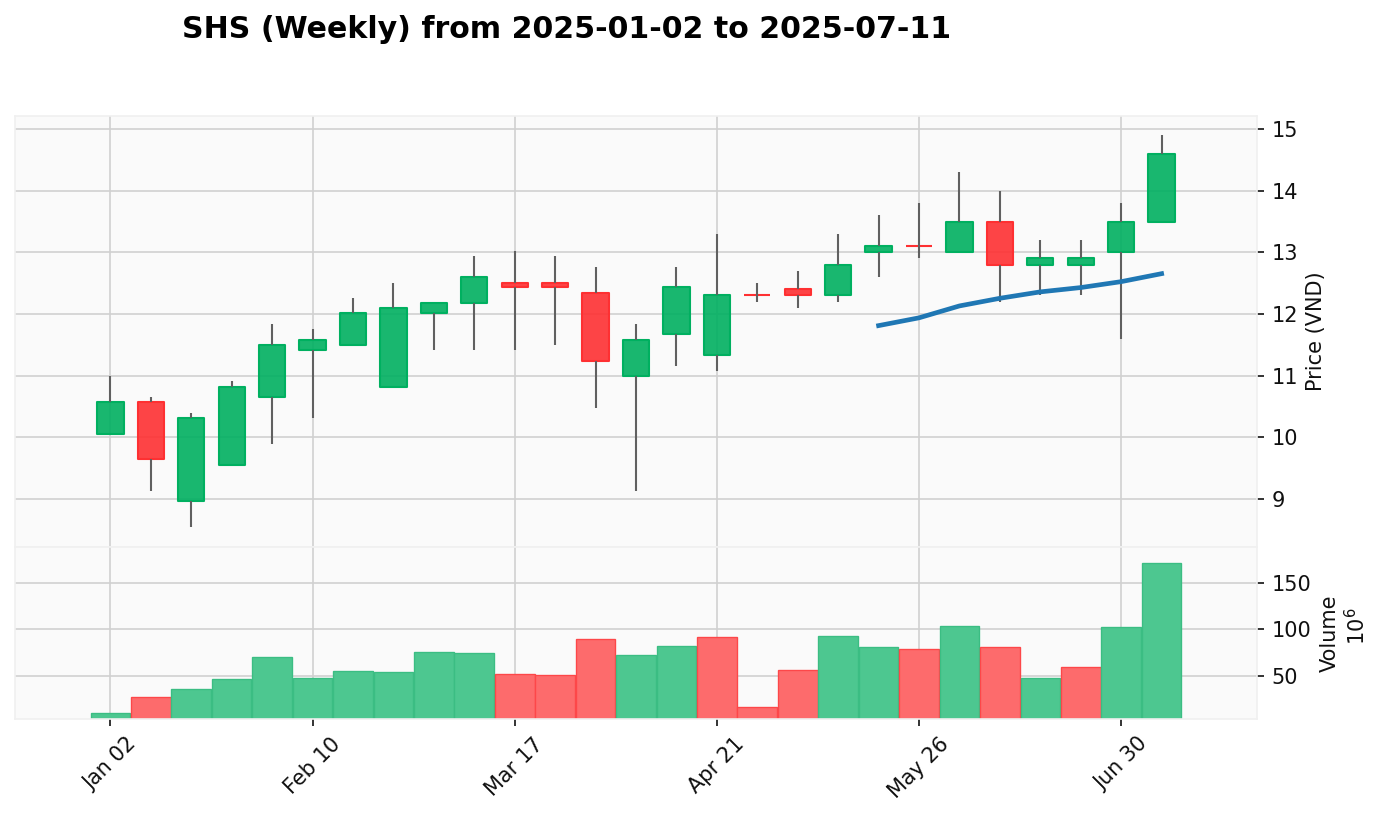 SHS (Weekly) from 2025-01-02 to 2025-07-11
15
14
13
12
11
10
9
Price (VND)
150
100
50
Volume
10⁶
Jan 02
Feb 10
Mar 17
Apr 21
May 26
Jun 30